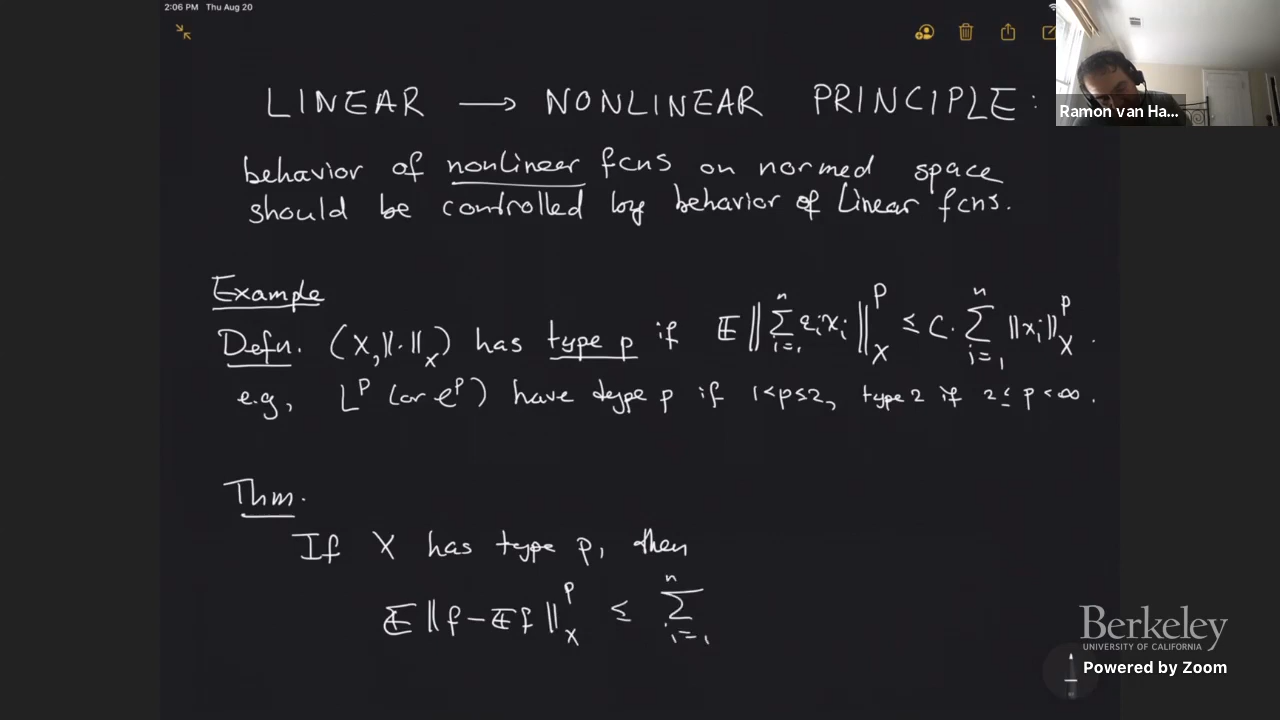 2:06 PM Thu Aug 20
LINEAR → NONLINEAR PRINCIPLE:
Ramon van Ha...
behavior of nonlinear fcns on normed space
should be controlled by behavior of linear fcns.
Example
Defn. (X, ‖·‖_X) has type p if E ‖ ∑_{i=1}^n ε_i x_i ‖_X^p ≤ C · ∑_{i=1}^n ‖x_i‖_X^p .
e.g., L^p (or ℓ^p) have type p if 1<p≤2, type 2 if 2≤p<∞.
Thm.
If X has type p, then
E ‖f − Ef‖_X^p ≤ ∑_{i=1}^n
Berkeley
UNIVERSITY OF CALIFORNIA
Powered by Zoom